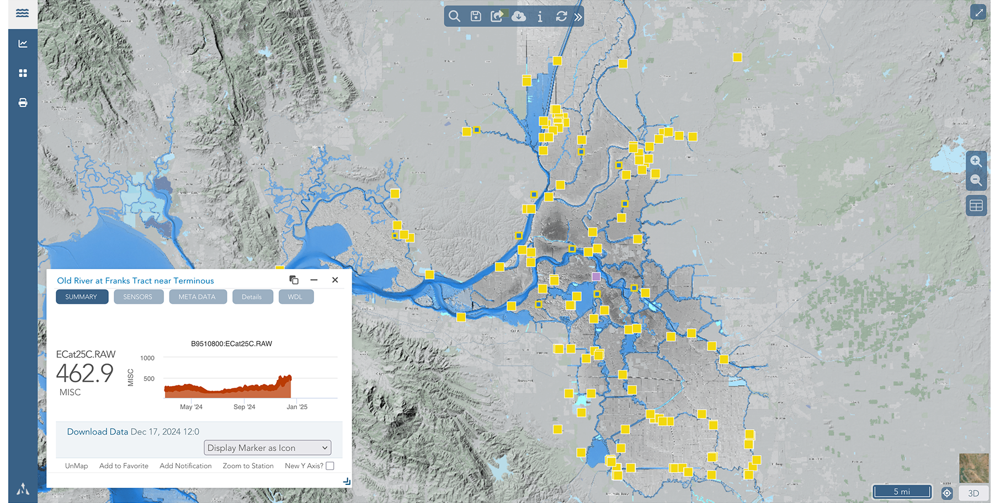 Old River at Franks Tract near Terminous
SUMMARY SENSORS META DATA Details WDL
B9510800:ECat25C.RAW
ECat25C.RAW
462.9
MISC
MISC
1000
500
May '24 Sep '24 Jan '25
Download Data Dec 17, 2024 12:0
Display Marker as Icon
UnMap Add to Favorite Add Notification Zoom to Station New Y Axis?
5 mi
3D